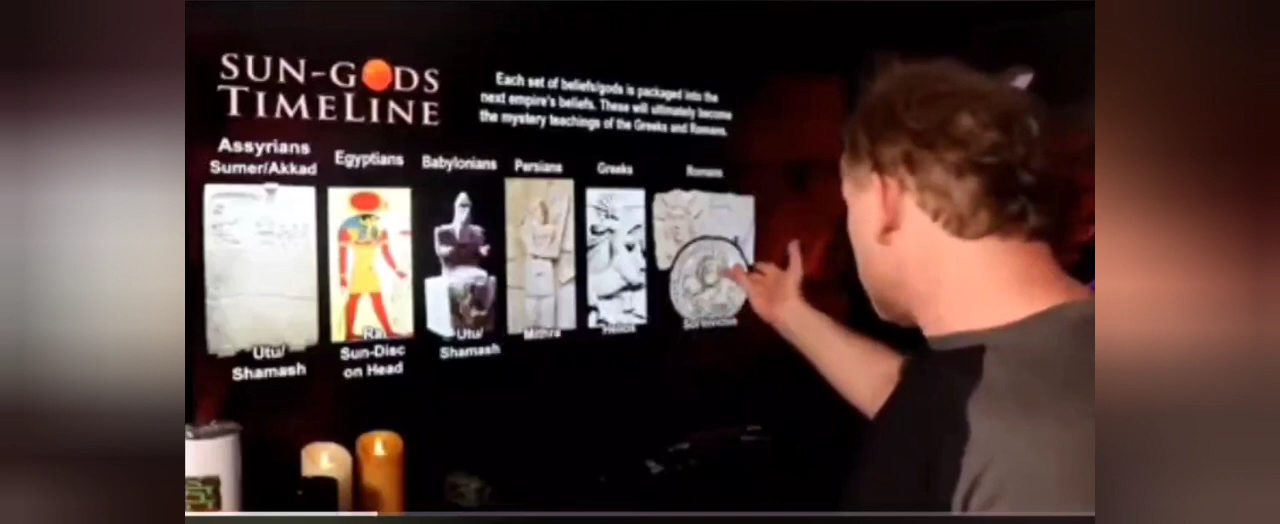 SUN-GODS
TIMELINE
Each set of beliefs/gods is packaged into the
next empire's beliefs. These will ultimately become
the mystery teachings of the Greeks and Romans.
Assyrians
Sumer/Akkad
Egyptians
Babylonians
Persians
Greeks
Romans
Utu/
Shamash
Ra
Sun-Disc
on Head
Utu/
Shamash
Mithra
Helios
Sol Invictus